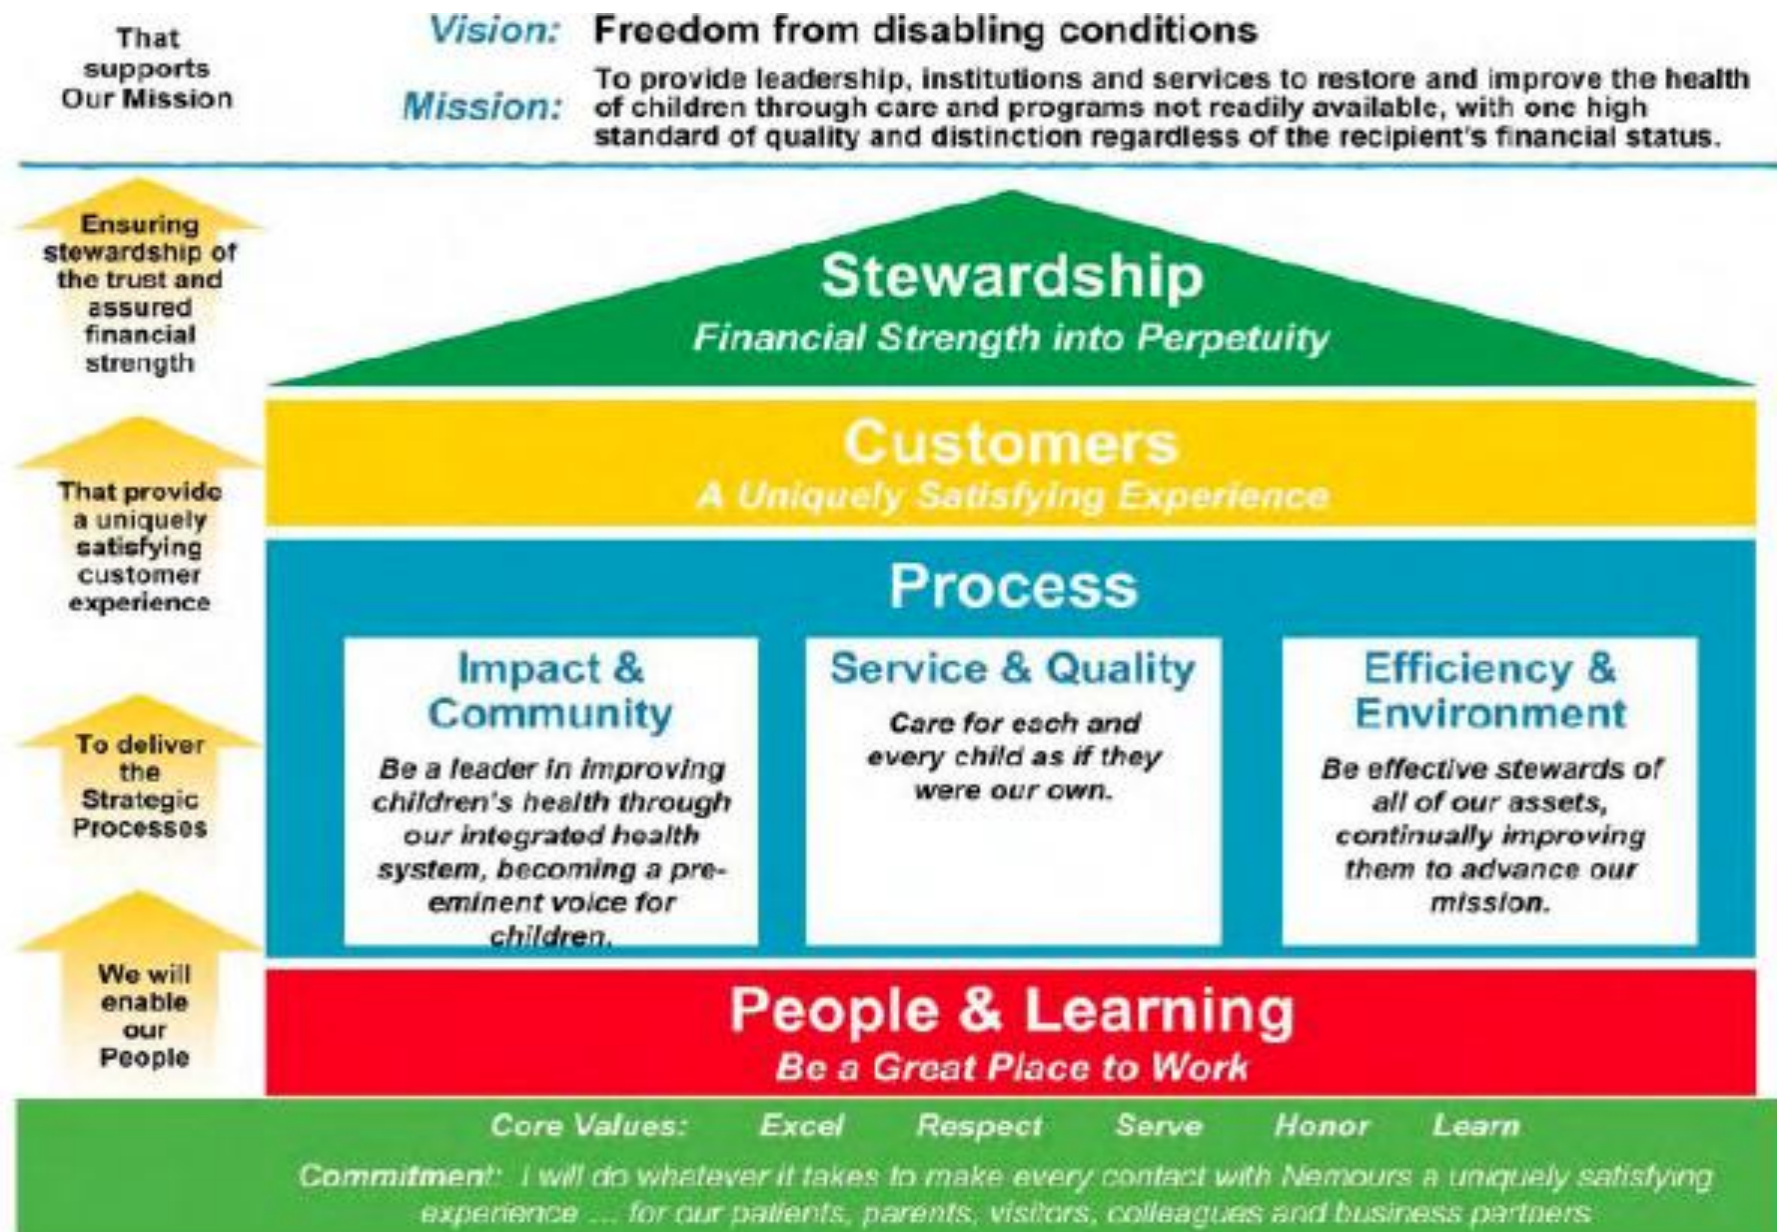 That
supports
Our Mission
Vision: Freedom from disabling conditions
Mission: To provide leadership, institutions and services to restore and improve the health
of children through care and programs not readily available, with one high
standard of quality and distinction regardless of the recipient's financial status.
Ensuring
stewardship of
the trust and
assured
financial
strength
Stewardship
Financial Strength into Perpetuity
That provide
a uniquely
satisfying
customer
experience
Customers
A Uniquely Satisfying Experience
To deliver
the
Strategic
Processes
Process
Impact &
Community
Be a leader in improving
children's health through
our integrated health
system, becoming a pre-
eminent voice for
children.
Service & Quality
Care for each and
every child as if they
were our own.
Efficiency &
Environment
Be effective stewards of
all of our assets,
continually improving
them to advance our
mission.
We will
enable
our
People
People & Learning
Be a Great Place to Work
Core Values: Excel Respect Serve Honor Learn
Commitment: I will do whatever it takes to make every contact with Nemours a uniquely satisfying
experience ... for our patients, parents, visitors, colleagues and business partners